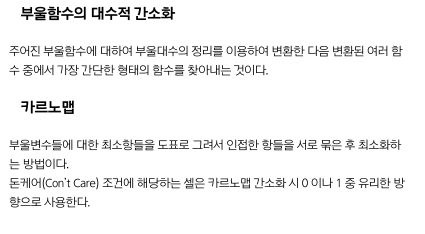 부울함수의 대수적 간소화
주어진 부울함수에 대하여 부울대수의 정리를 이용하여 변환한 다음 변환된 여러 함
수 중에서 가장 간단한 형태의 함수를 찾아내는 것이다.
카르노맵
부울변수들에 대한 최소항들을 도표로 그려서 인접한 항들을 서로 묶은 후 최소화하
는 방법이다.
돈케어(Con't Care) 조건에 해당하는 셀은 카르노맵 간소화 시 0 이나 1 중 유리한 방
향으로 사용한다.